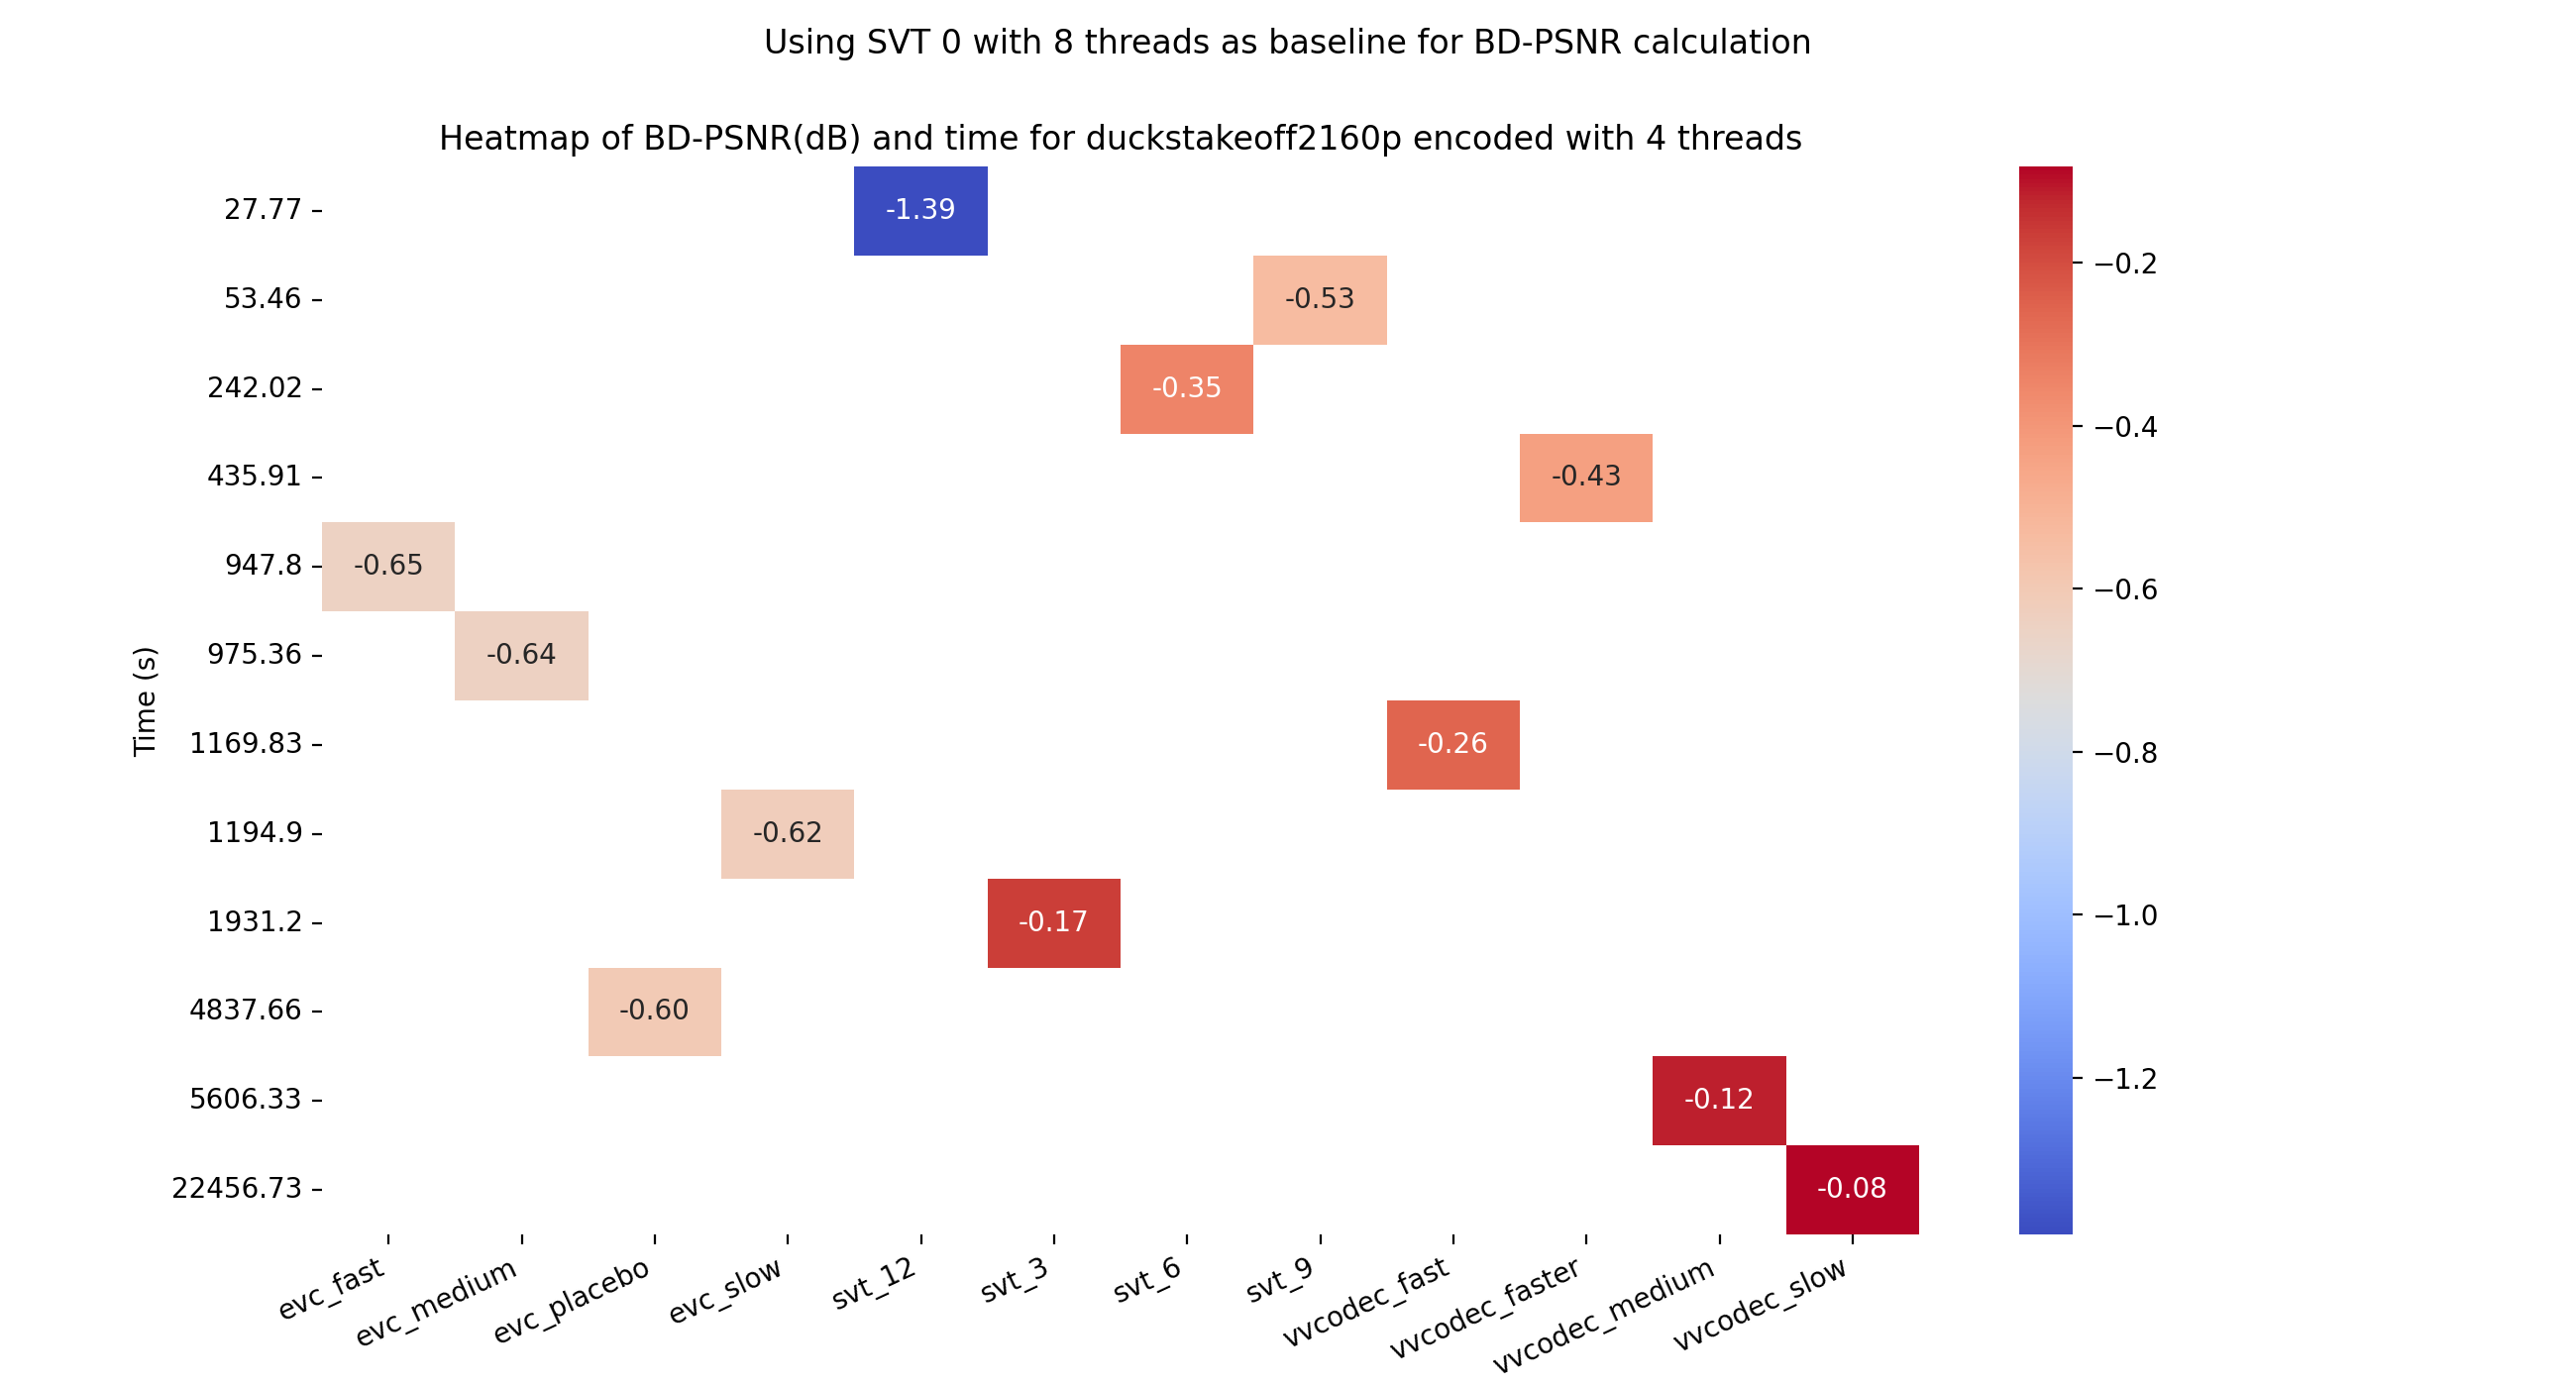 Using SVT 0 with 8 threads as baseline for BD-PSNR calculation
Heatmap of BD-PSNR(dB) and time for duckstakeoff2160p encoded with 4 threads
Time (s)
27.77
-1.39
53.46
-0.53
242.02
-0.35
435.91
-0.43
947.8
-0.65
975.36
-0.64
1169.83
-0.26
1194.9
-0.62
1931.2
-0.17
4837.66
-0.60
5606.33
-0.12
22456.73
-0.08
evc_fast
evc_medium
evc_placebo
evc_slow
svt_12
svt_3
svt_6
svt_9
vvcodec_fast
vvcodec_faster
vvcodec_medium
vvcodec_slow
−0.2
−0.4
−0.6
−0.8
−1.0
−1.2